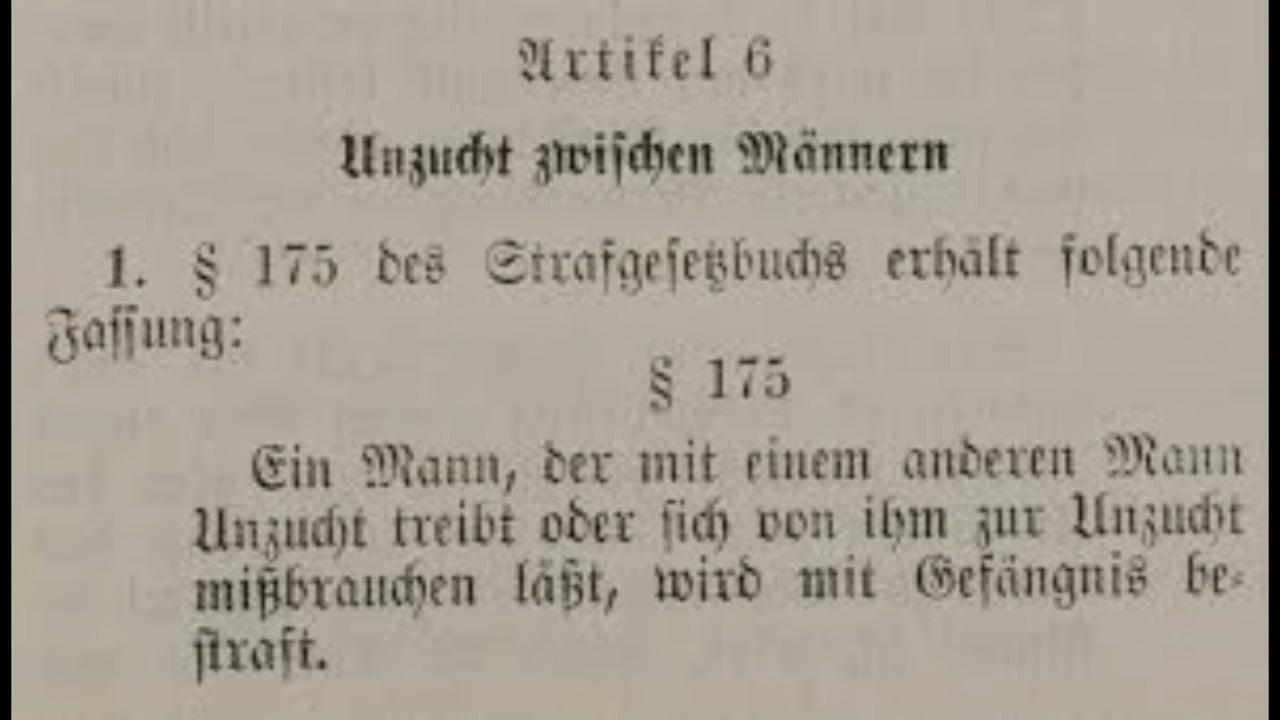 Artikel 6
Unzucht zwischen Männern
1. § 175 des Strafgesetzbuchs erhält folgende
Fassung:
§ 175
Ein Mann, der mit einem anderen Mann
Unzucht treibt oder sich von ihm zur Unzucht
mißbrauchen läßt, wird mit Gefängnis be-
straft.